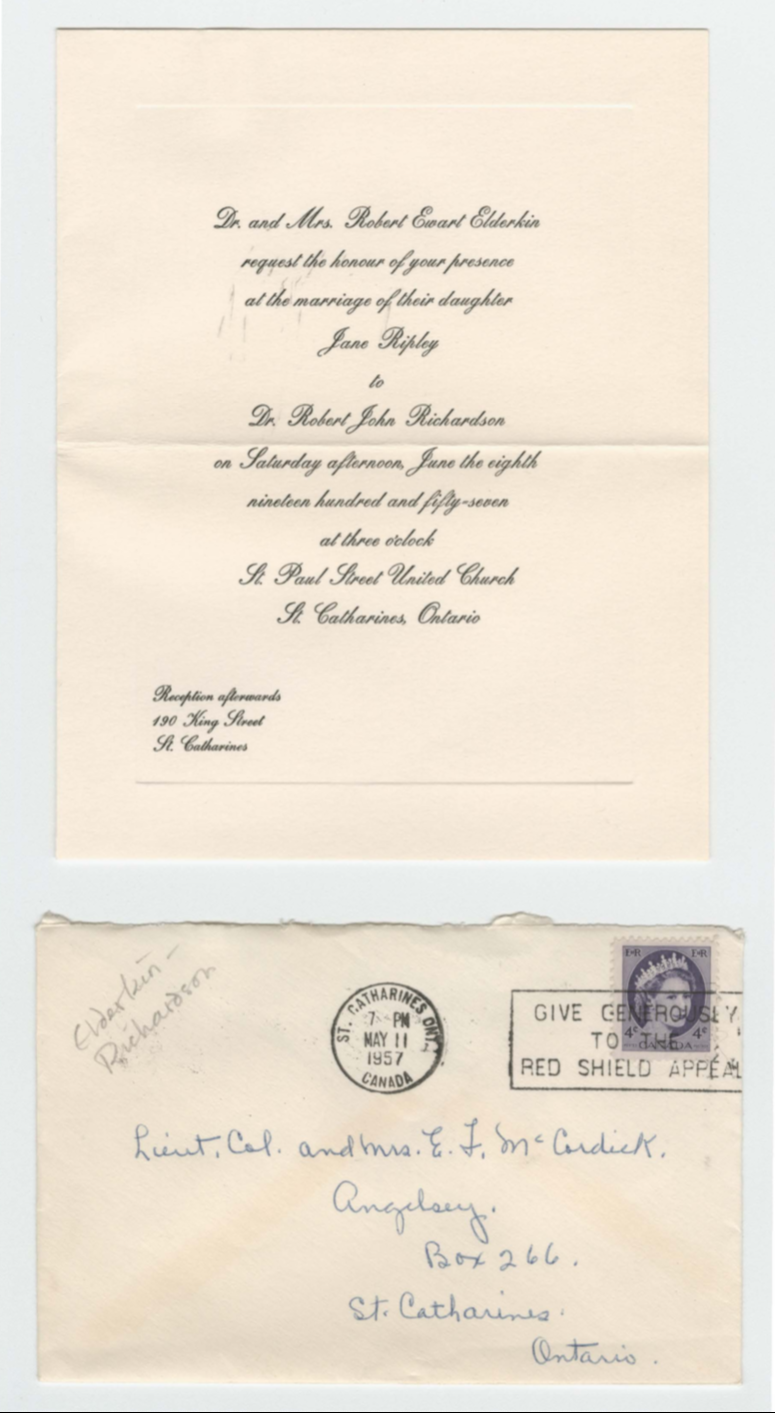 Dr. and Mrs. Robert Ewart Elderkin
request the honour of your presence
at the marriage of their daughter
Jane Ripley
to
Dr. Robert John Richardson
on Saturday afternoon, June the eighth
nineteen hundred and fifty-seven
at three o'clock
St. Paul Street United Church
St. Catharines, Ontario
Reception afterwards
190 King Street
St. Catharines
Elderkin -
Richardson
ST. CATHARINES ONT.
7 PM
MAY 11
1957
CANADA
E II R E II R
4¢ 4¢
CANADA
GIVE GENEROUSLY
TO THE
RED SHIELD APPEAL
Lieut. Col. and Mrs. E. F. McCordick.
Angelsey.
Box 266.
St. Catharines.
Ontario.